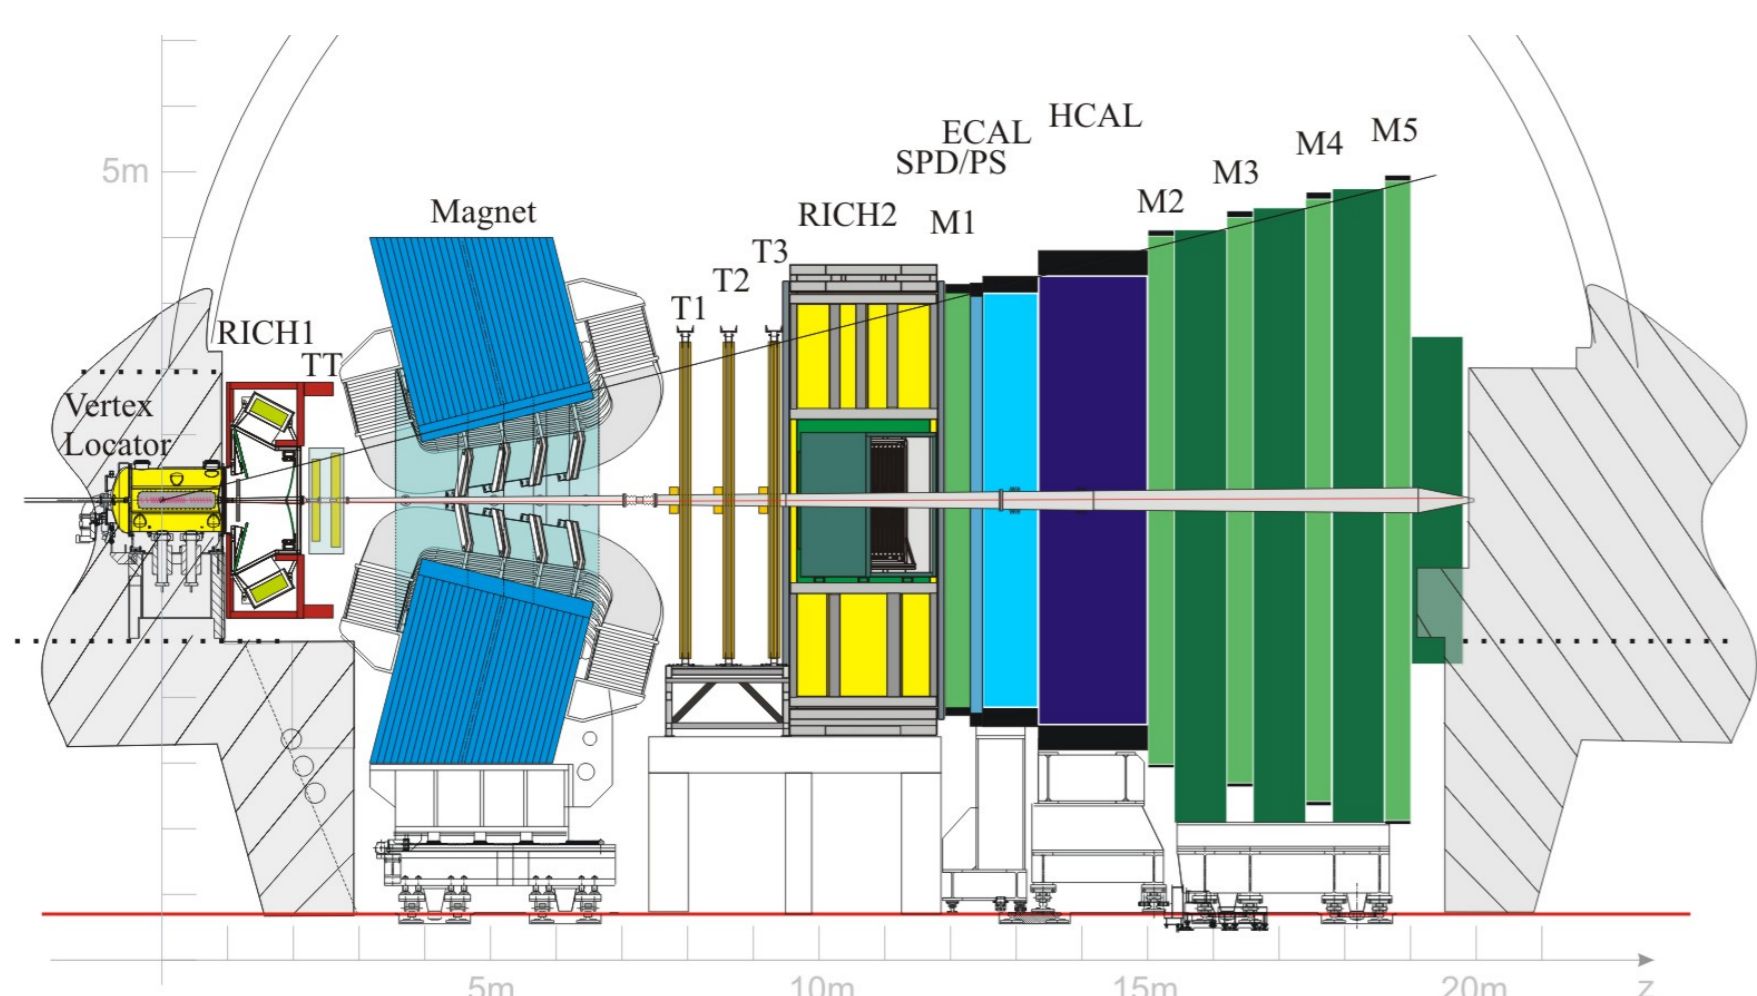 HCAL
ECAL
SPD/PS
M5
M4
M3
M2
5m
Magnet
RICH2
M1
T3
T2
T1
RICH1
TT
Vertex
Locator
5m
10m
15m
20m
z